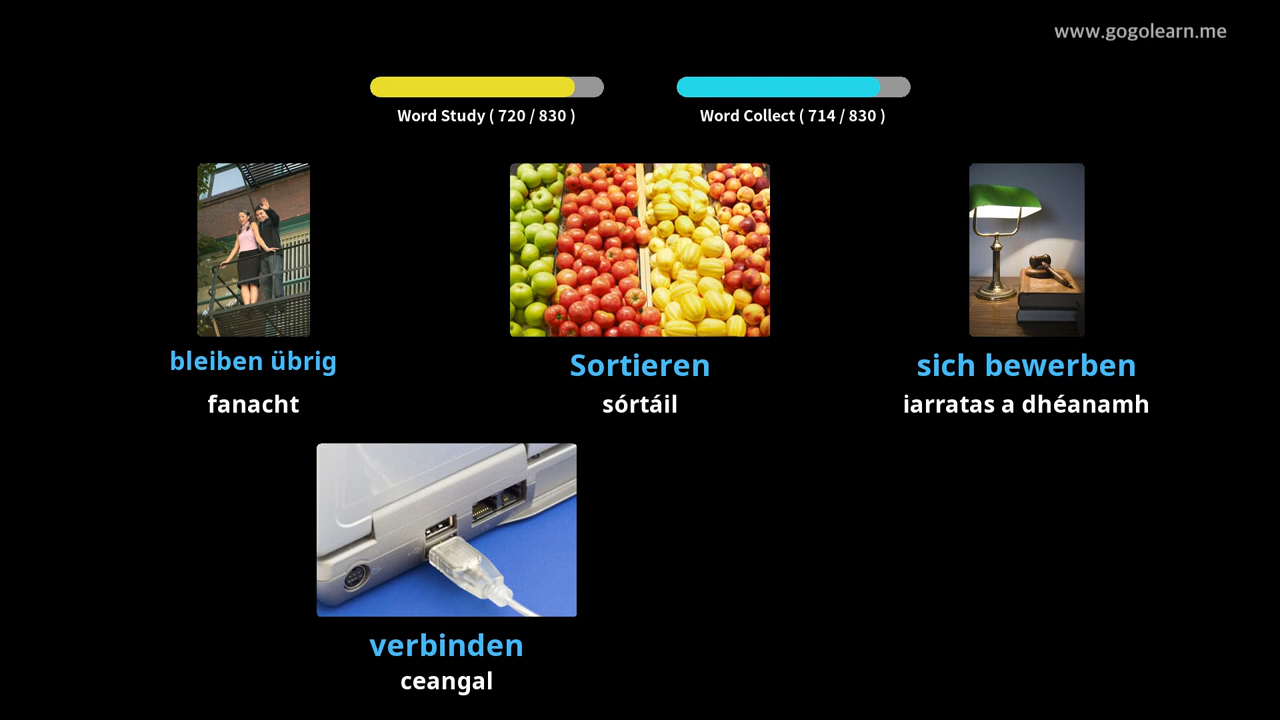 www.gogolearn.me
Word Study ( 720 / 830 )
Word Collect ( 714 / 830 )
bleiben übrig
fanacht
Sortieren
sórtáil
sich bewerben
iarratas a dhéanamh
verbinden
ceangal